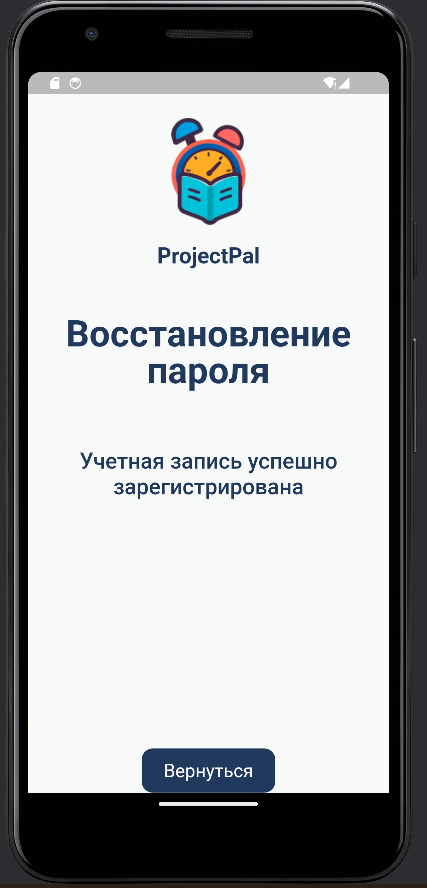 ProjectPal
Восстановление
пароля
Учетная запись успешно
зарегистрирована
Вернуться